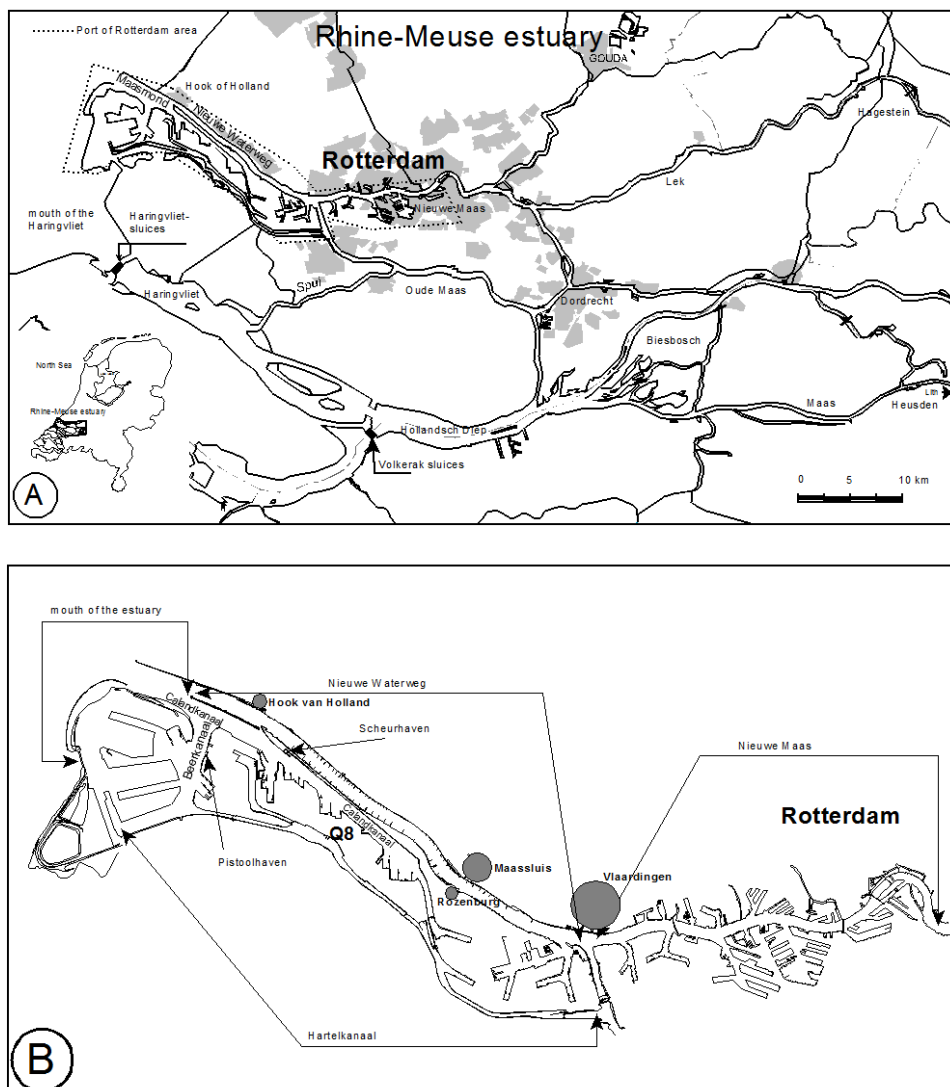 Port of Rotterdam area
Rhine-Meuse estuary
GOUDA
Hook of Holland
Maasmond
Nieuwe Waterweg
Hagestein
Rotterdam
Lek
Nieuwe Maas
mouth of the
Haringvliet
Haringvliet-
sluices
Spui
Haringvliet
Oude Maas
Dordrecht
Biesbosch
North Sea
Rhine-Meuse estuary
Lith
Maas
Heusden
Hollandsch Diep
Volkerak sluices
0 5 10 km
A
mouth of the estuary
Nieuwe Waterweg
Hook van Holland
Calandkanaal
Scheurhaven
Beerkanaal
Nieuwe Maas
Calandkanaal
Rotterdam
Q8
Pistoolhaven
Maassluis
Vlaardingen
Rozenburg
Hartelkanaal
B